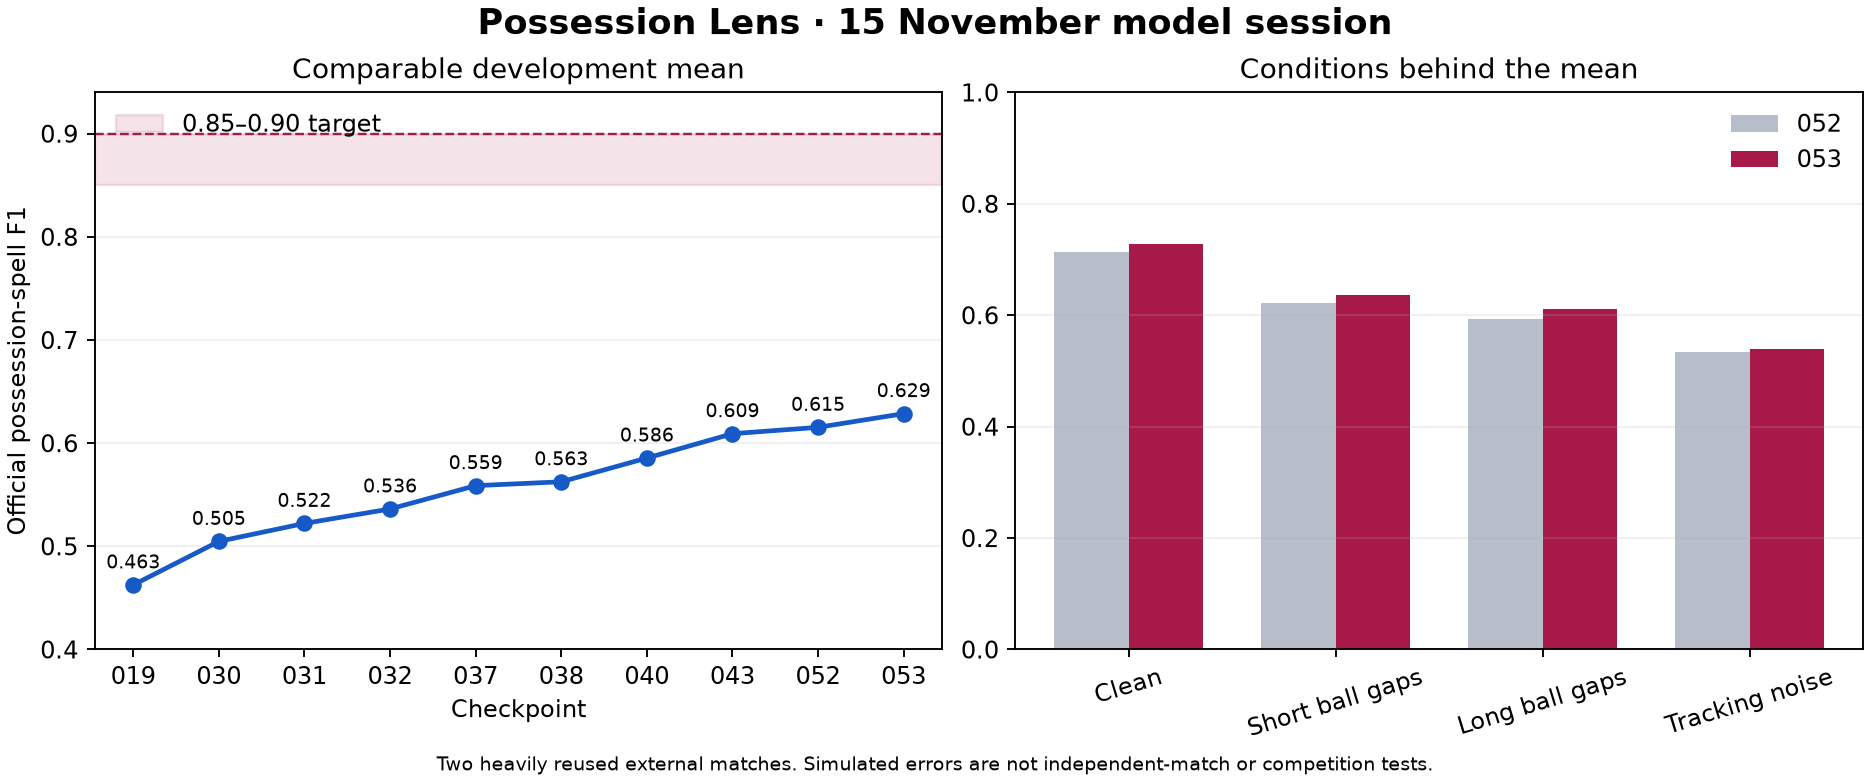 Possession Lens · 15 November model session
Comparable development mean
0.85–0.90 target
Official possession-spell F1
0.9
0.8
0.7
0.6
0.5
0.4
0.463
0.505
0.522
0.536
0.559
0.563
0.586
0.609
0.615
0.629
019 030 031 032 037 038 040 043 052 053
Checkpoint
Conditions behind the mean
052
053
1.0
0.8
0.6
0.4
0.2
0.0
Clean
Short ball gaps
Long ball gaps
Tracking noise
Two heavily reused external matches. Simulated errors are not independent-match or competition tests.